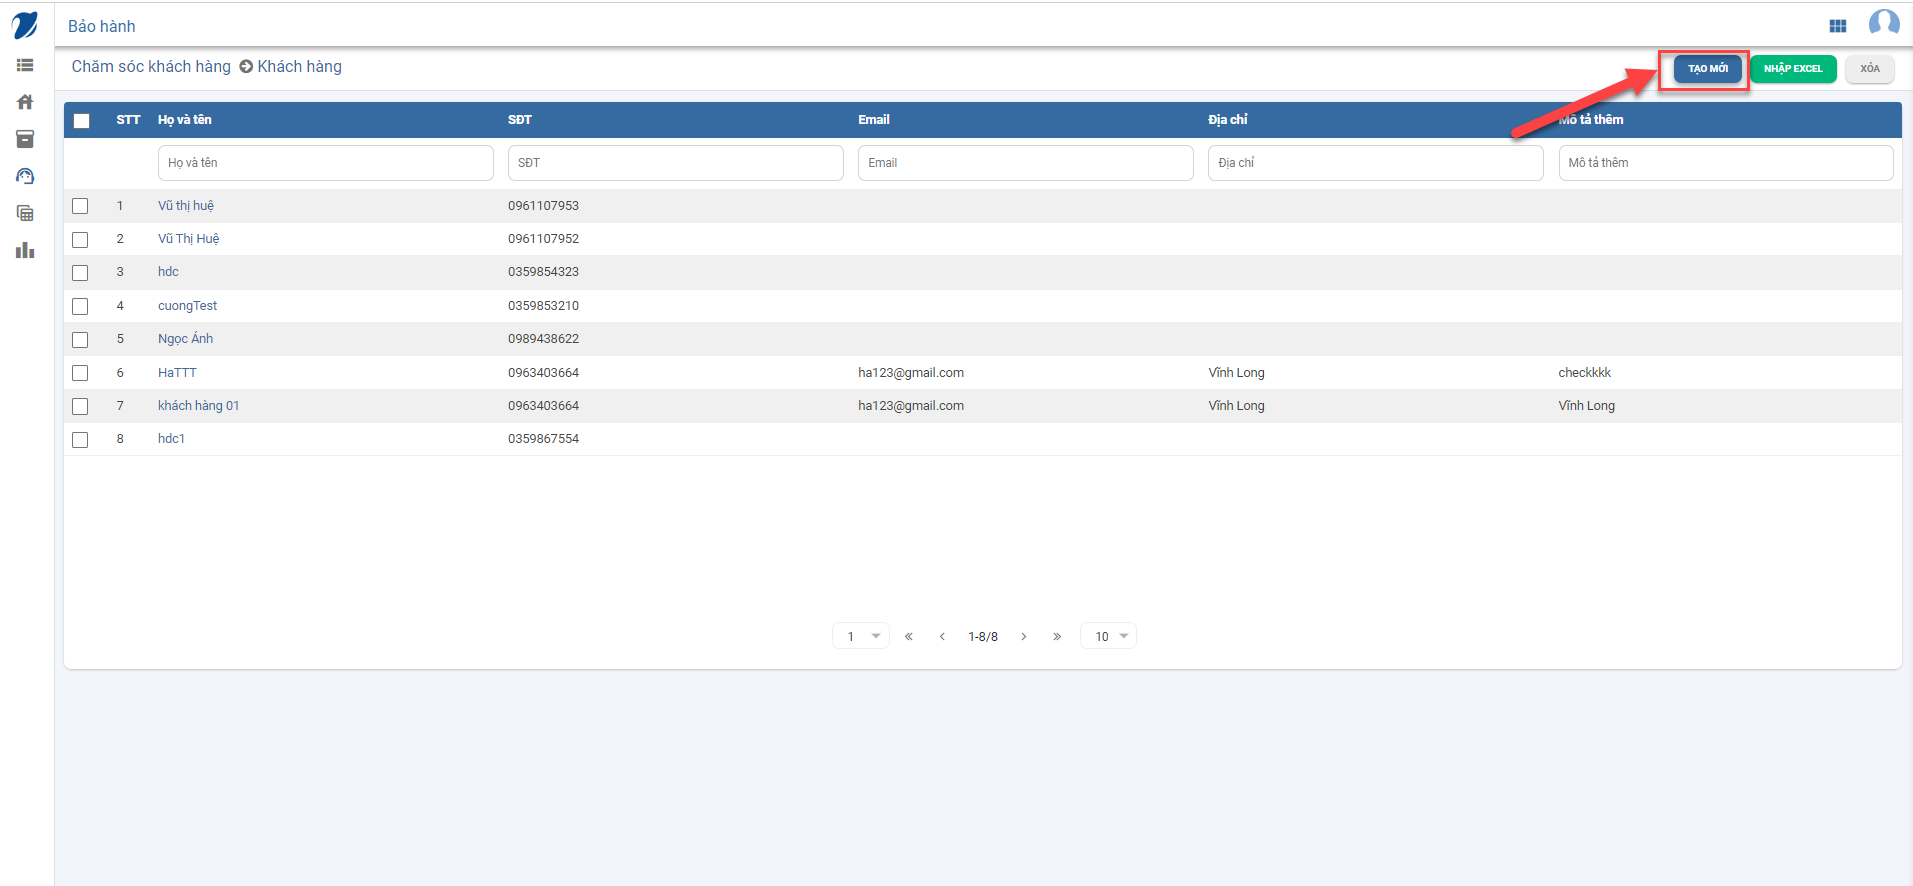 Bảo hành
Chăm sóc khách hàng Khách hàng
TẠO MỚI NHẬP EXCEL XÓA
STT Họ và tên SĐT Email Địa chỉ Mô tả thêm
Họ và tên SĐT Email Địa chỉ Mô tả thêm
1 Vũ thị huệ 0961107953
2 Vũ Thị Huệ 0961107952
3 hdc 0359854323
4 cuongTest 0359853210
5 Ngọc Ánh 0989438622
6 HaTTT 0963403664 ha123@gmail.com Vĩnh Long checkkkk
7 khách hàng 01 0963403664 ha123@gmail.com Vĩnh Long Vĩnh Long
8 hdc1 0359867554
1 « ‹ 1-8/8 › » 10